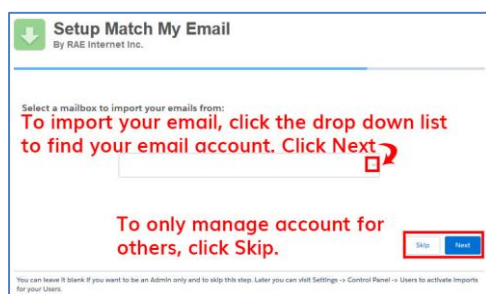 Setup Match My Email
By RAE Internet Inc.
Select a mailbox to import your emails from:
To import your email, click the drop down list
to find your email account. Click Next
To only manage account for
others, click Skip.
Skip Next
You can leave it blank if you want to be an Admin only and to skip this step. Later you can visit Settings -> Control Panel -> Users to activate Imports
for your Users.